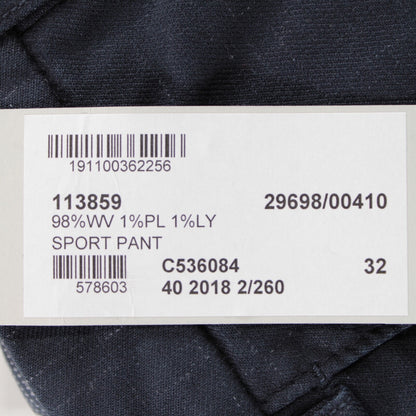 191100362256
113859 29698/00410
98%WV 1%PL 1%LY
SPORT PANT
C536084 32
578603 40 2018 2/260